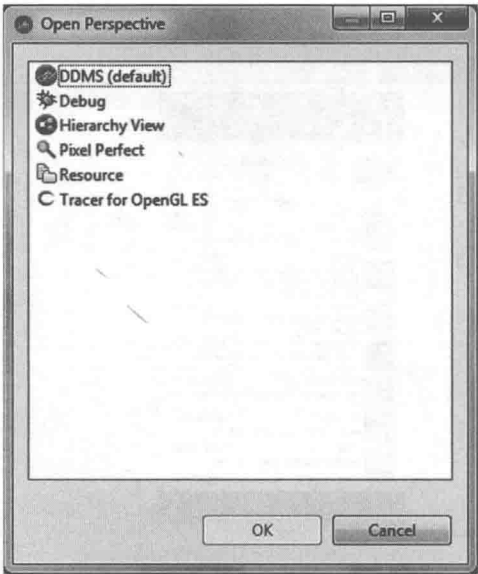 Open Perspective
DDMS (default)
Debug
Hierarchy View
Pixel Perfect
Resource
Tracer for OpenGL ES
OK
Cancel